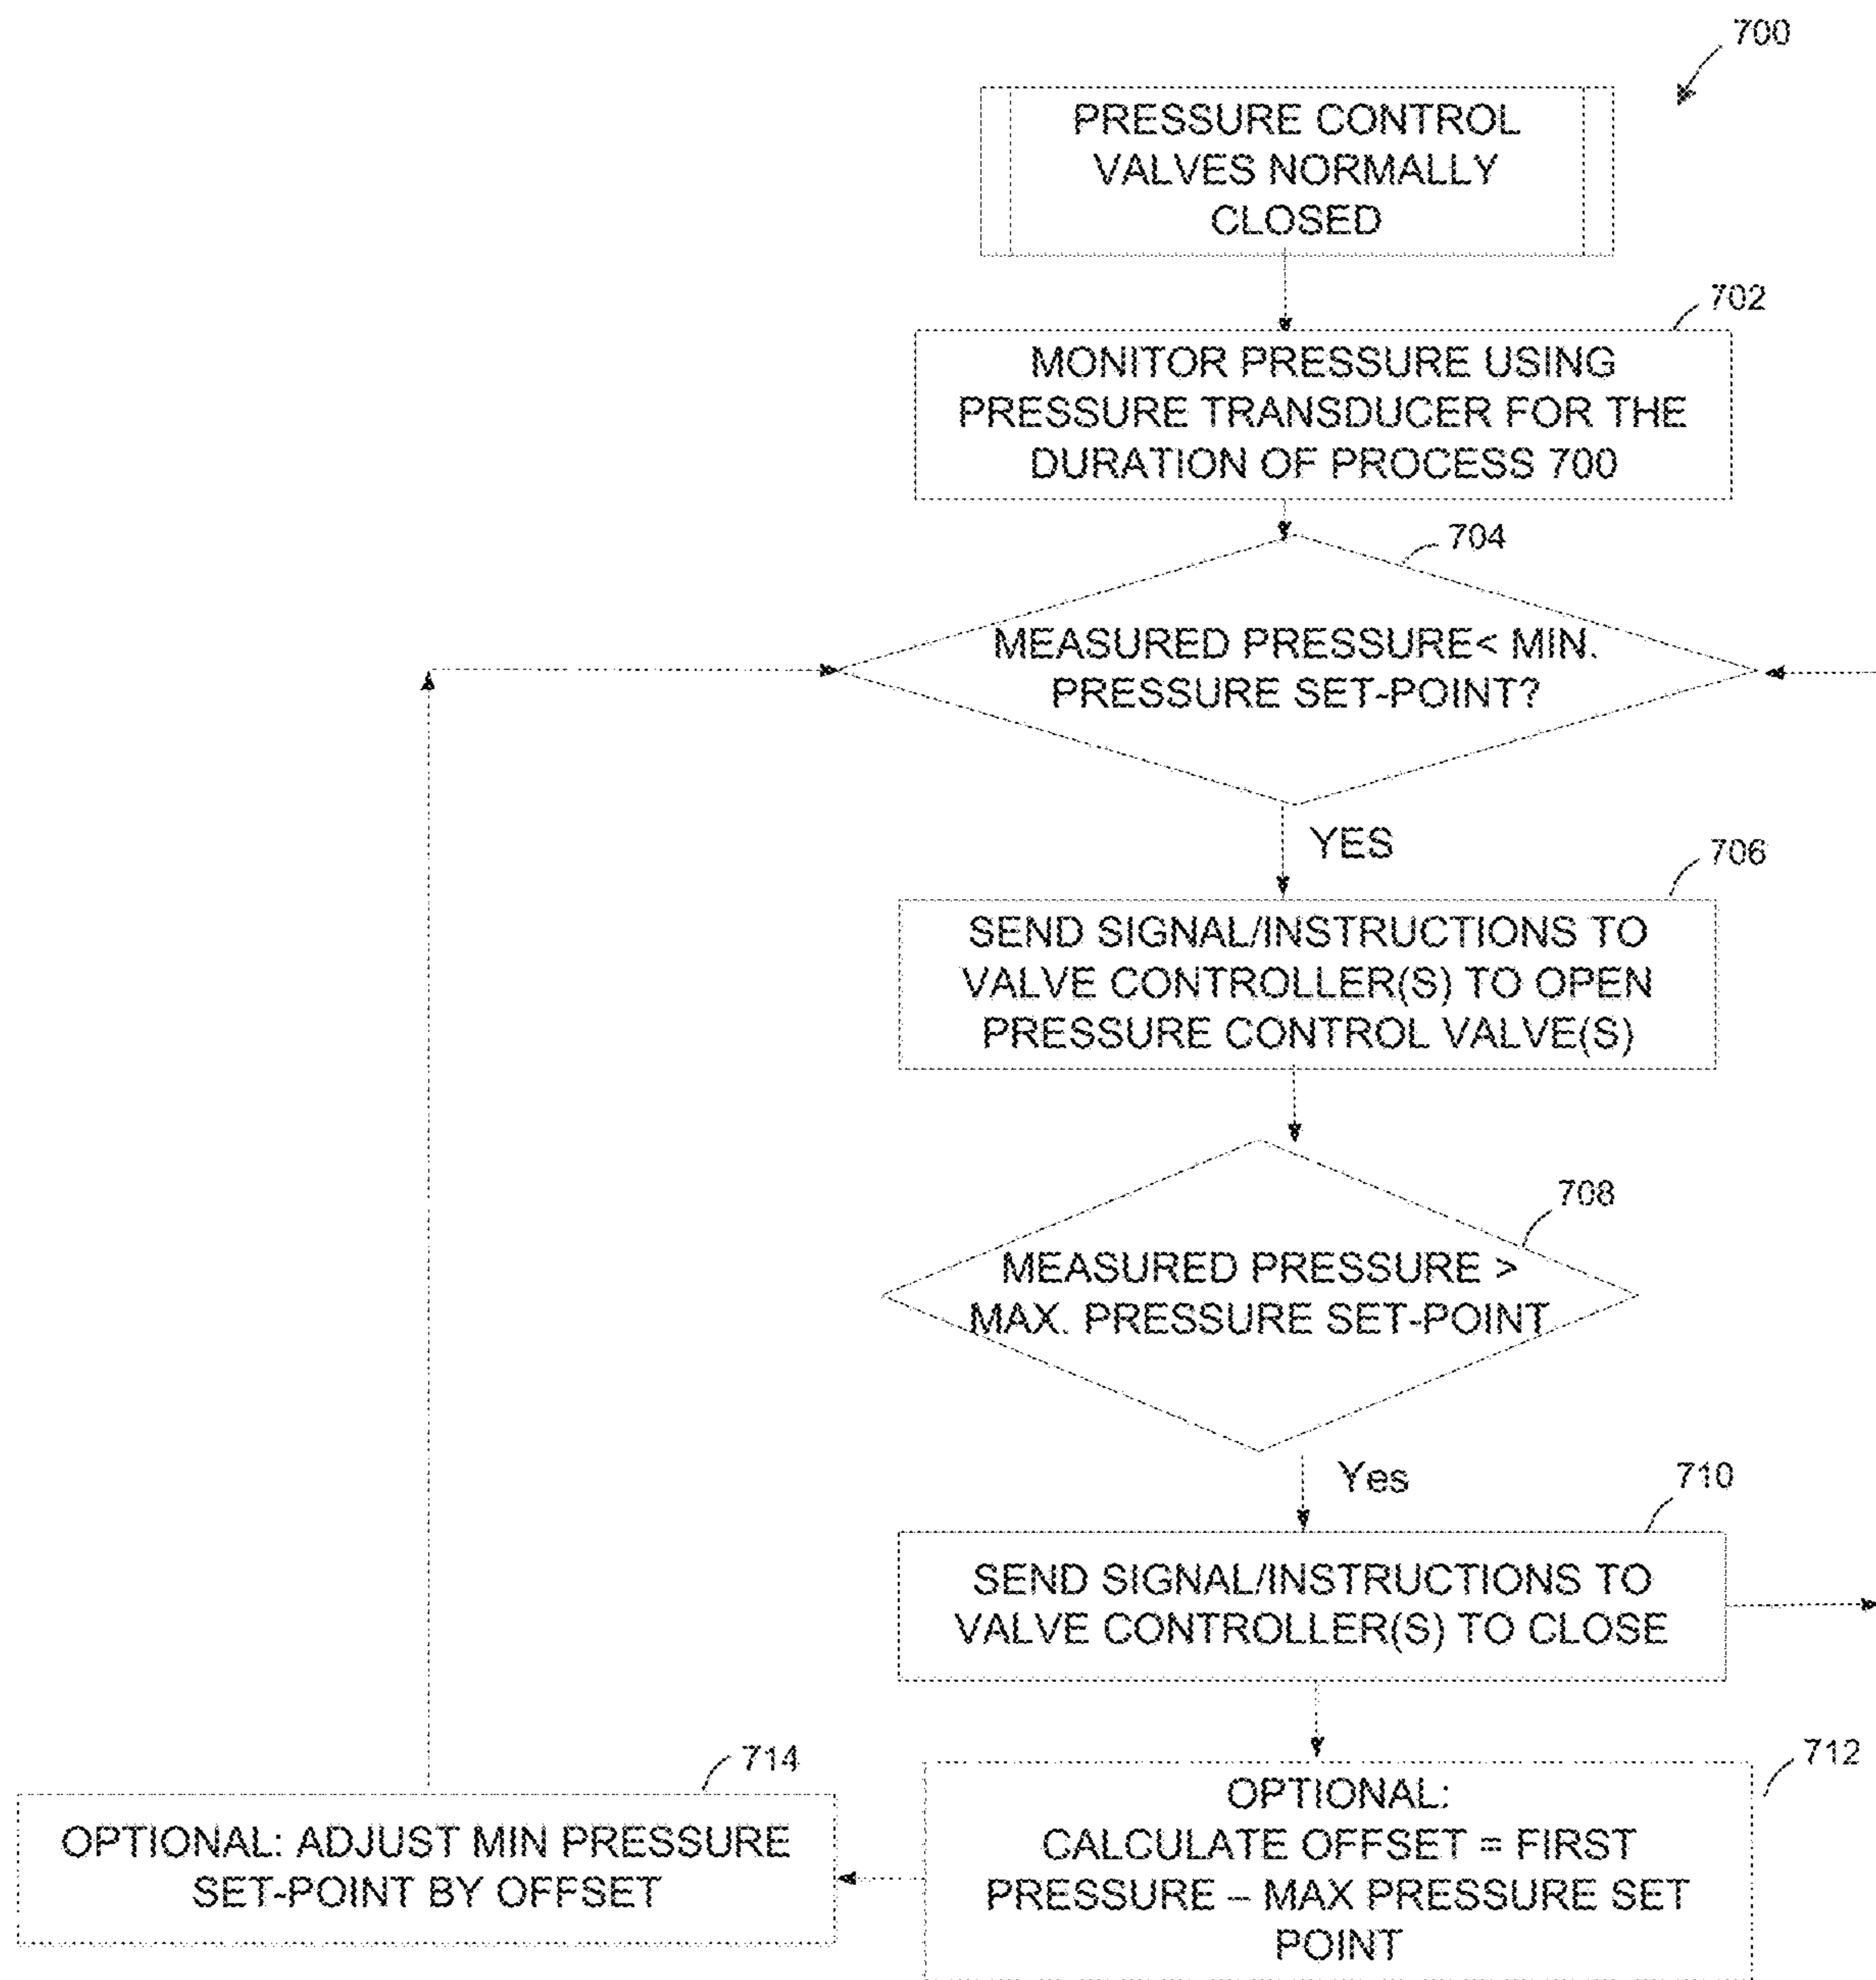 700
PRESSURE CONTROL
VALVES NORMALLY
CLOSED
702
MONITOR PRESSURE USING
PRESSURE TRANSDUCER FOR THE
DURATION OF PROCESS 700
704
MEASURED PRESSURE< MIN.
PRESSURE SET-POINT?
YES
706
SEND SIGNAL/INSTRUCTIONS TO
VALVE CONTROLLER(S) TO OPEN
PRESSURE CONTROL VALVE(S)
708
MEASURED PRESSURE >
MAX. PRESSURE SET-POINT
Yes
710
SEND SIGNAL/INSTRUCTIONS TO
VALVE CONTROLLER(S) TO CLOSE
712
OPTIONAL:
CALCULATE OFFSET = FIRST
PRESSURE – MAX PRESSURE SET
POINT
714
OPTIONAL: ADJUST MIN PRESSURE
SET-POINT BY OFFSET